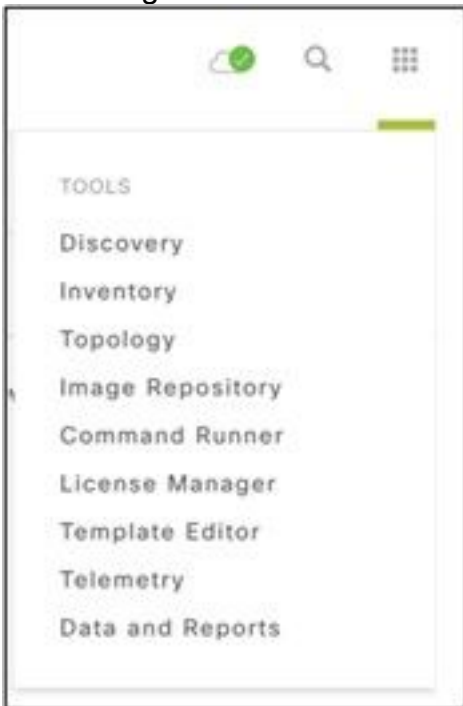 TOOLS
Discovery
Inventory
Topology
Image Repository
Command Runner
License Manager
Template Editor
Telemetry
Data and Reports